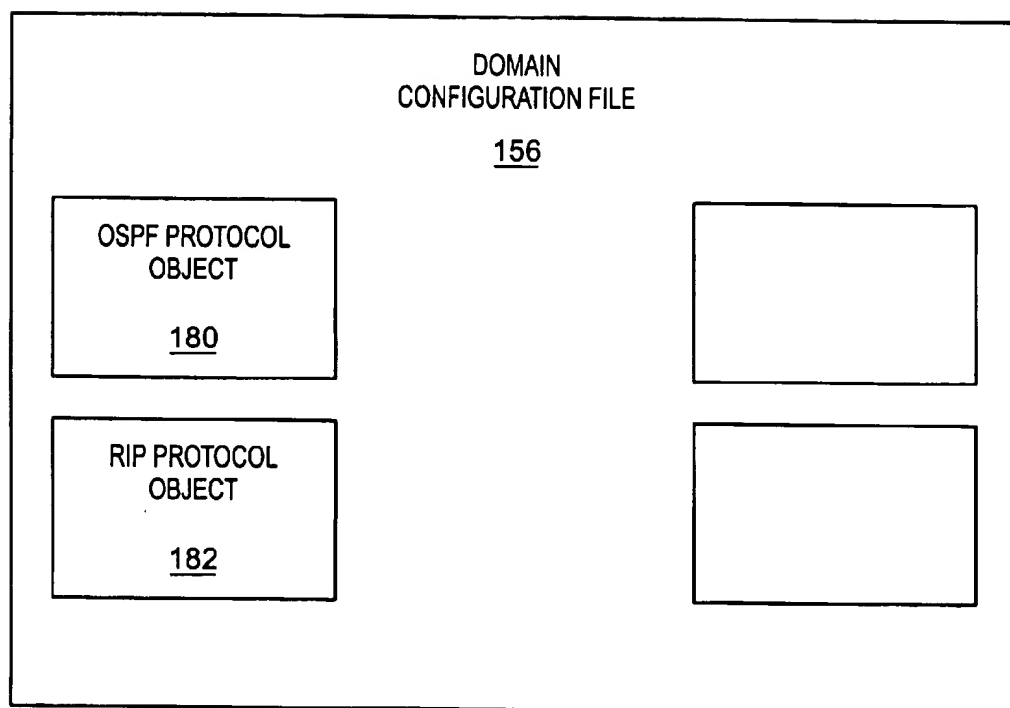 DOMAIN
CONFIGURATION FILE
156
OSPF PROTOCOL
OBJECT
180
RIP PROTOCOL
OBJECT
182